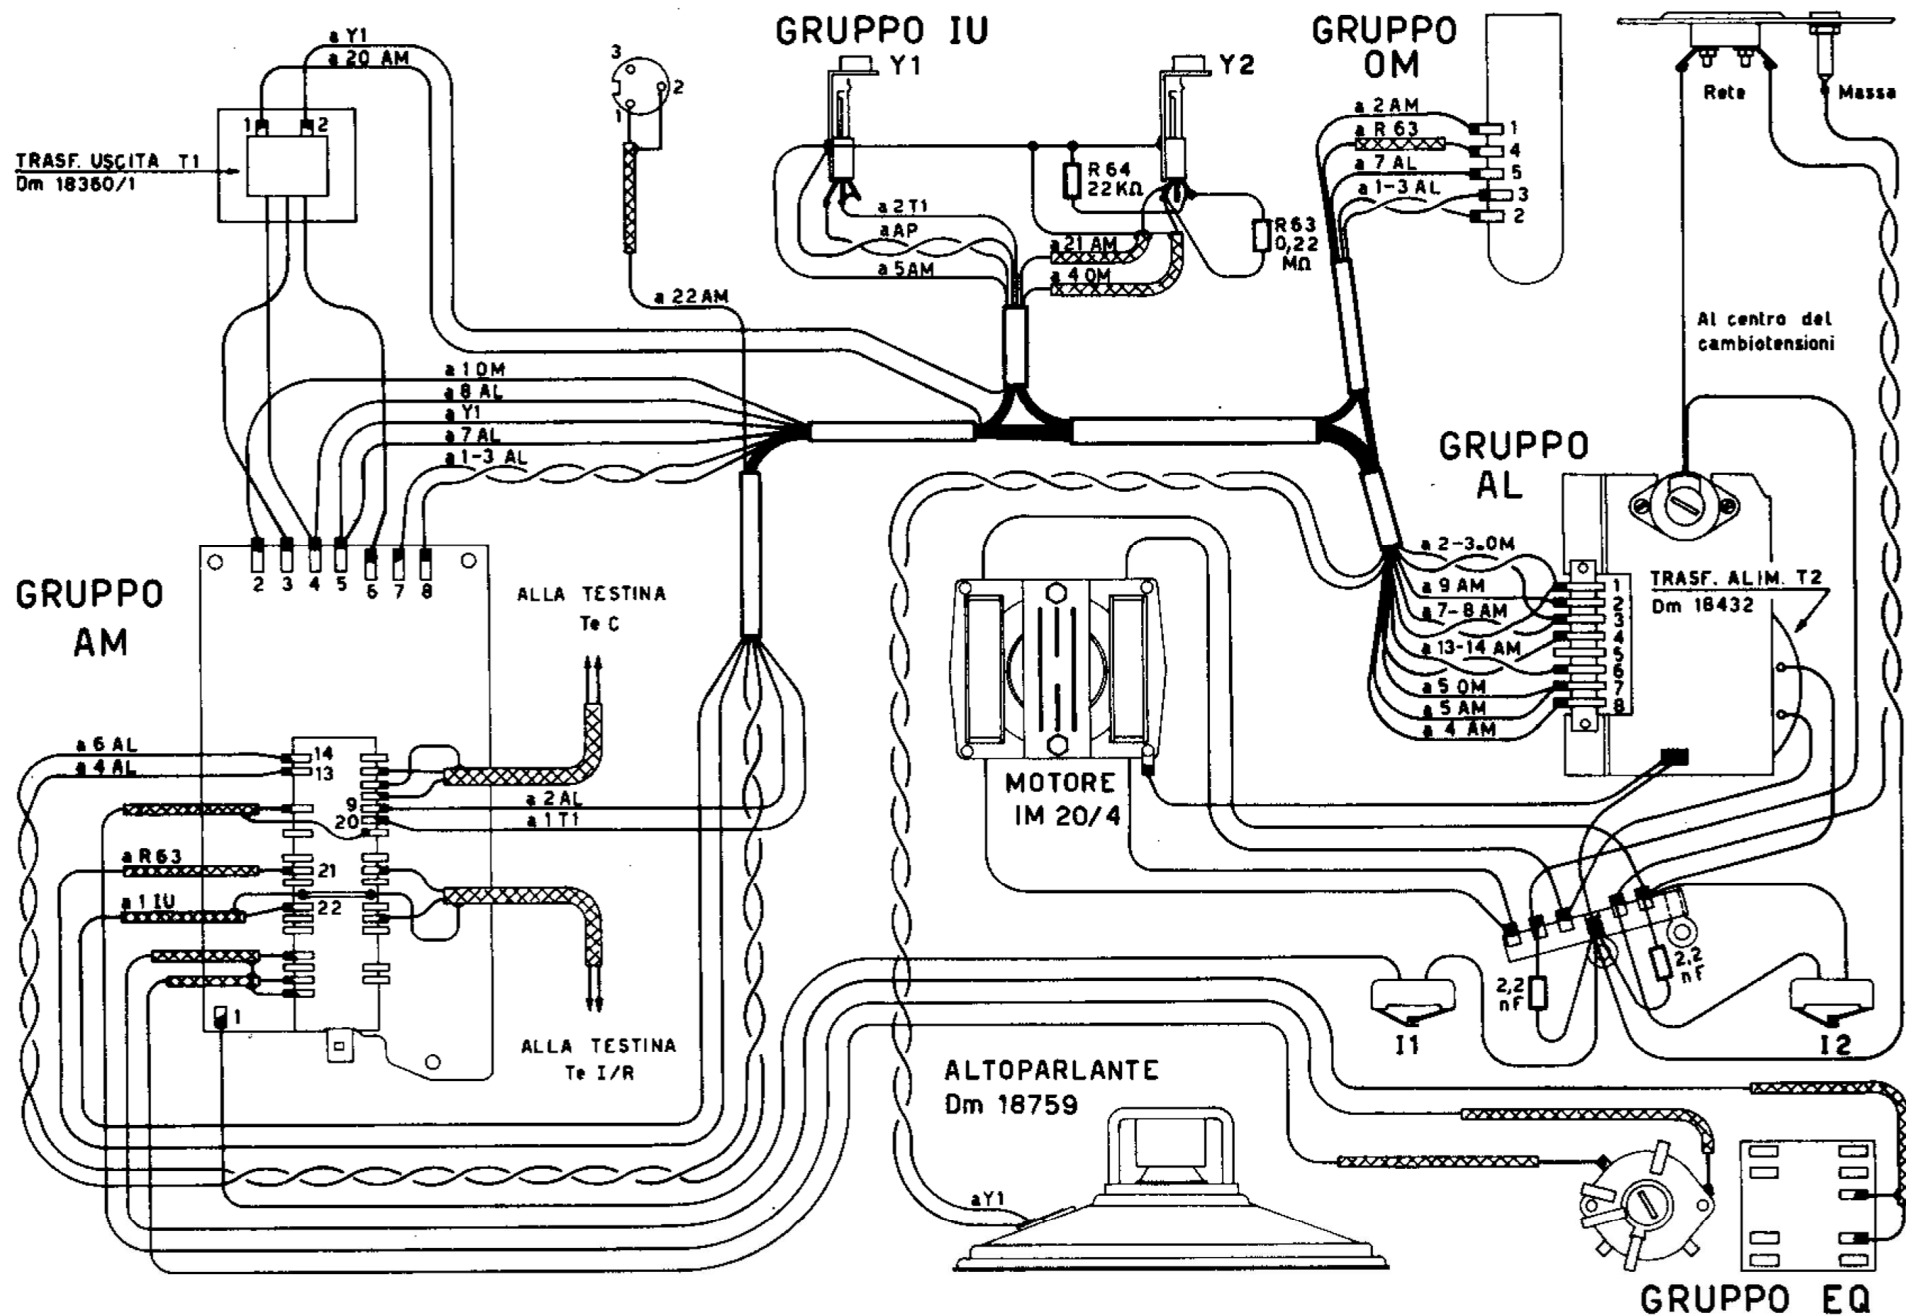 a Y1
a 20 AM
1
2
TRASF. USCITA T1
Dm 18360/1
3
2
1
a 22 AM
GRUPPO IU
Y1
Y2
R 64
22 KΩ
R 63
0,22
MΩ
a 2 T1
a AP
a 5 AM
a 21 AM
a 4 OM
GRUPPO
OM
a 2 AM
a R 63
a 7 AL
a 1-3 AL
1
4
5
3
2
Rete
Massa
Al centro del
cambiotensioni
a 1 OM
a 8 AL
a Y1
a 7 AL
a 1-3 AL
GRUPPO
AM
2
3
4
5
6
7
8
ALLA TESTINA
Te C
GRUPPO
AL
a 2-3 OM
a 9 AM
a 7-8 AM
a 13-14 AM
a 5 OM
a 5 AM
a 4 AM
1
2
3
4
5
6
7
8
TRASF. ALIM. T2
Dm 18432
MOTORE
IM 20/4
a 6 AL
a 4 AL
14
13
9
20
a 2 AL
a 1 T1
a R63
21
a 1 IU
22
1
ALLA TESTINA
Te I/R
2,2
nF
2,2
nF
I1
I2
ALTOPARLANTE
Dm 18759
a Y1
GRUPPO EQ